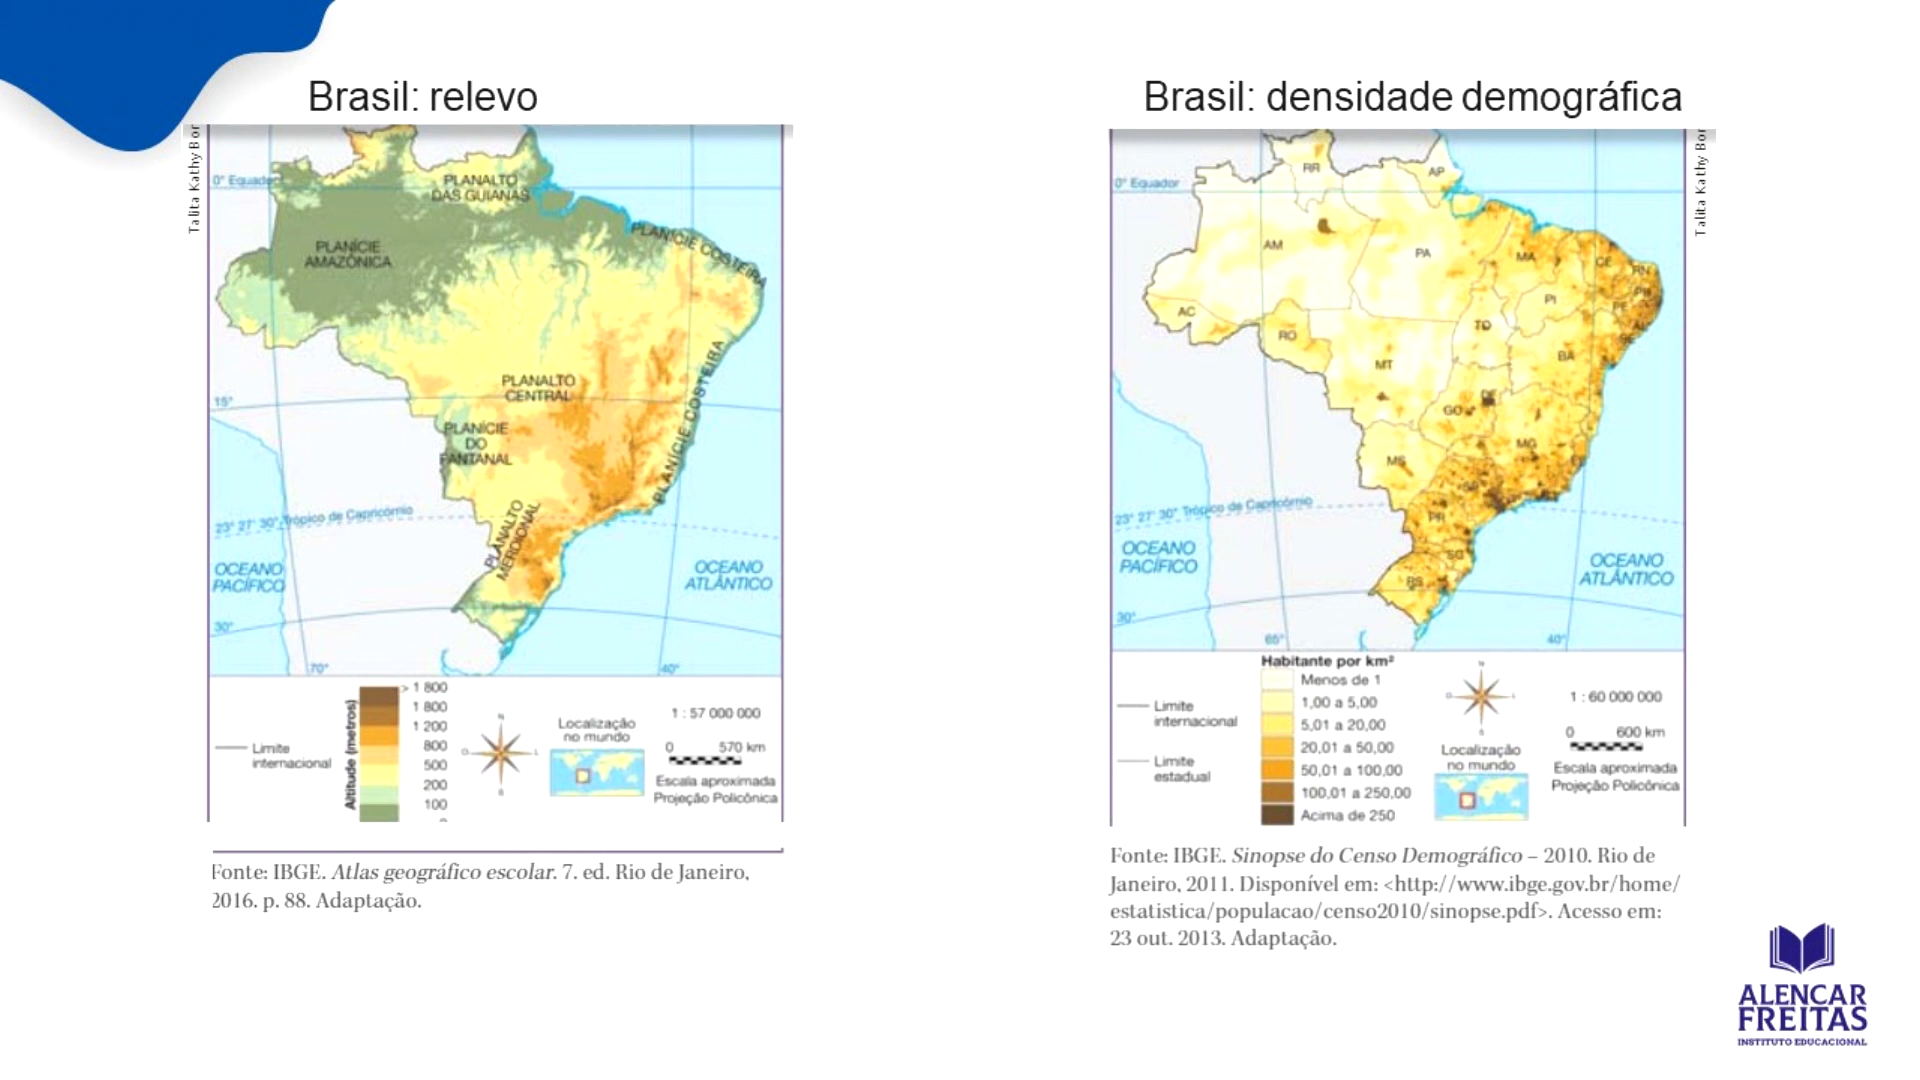 Brasil: relevo
Talita Kathy Bor
0° Equador
PLANALTO
DAS GUIANAS
PLANÍCIE
AMAZÔNICA
PLANÍCIE COSTEIRA
PLANALTO
CENTRAL
15°
PLANÍCIE
DO
PANTANAL
PLANÍCIE COSTEIRA
PLANALTO
MERIDIONAL
23° 27' 30" Trópico de Capricórnio
OCEANO
PACÍFICO
OCEANO
ATLÂNTICO
30°
70°
40°
Limite
internacional
Altitude (metros)
> 1 800
1 800
1 200
800
500
200
100
0
N
O
L
S
Localização
no mundo
1 : 57 000 000
0 570 km
Escala aproximada
Projeção Policônica
Fonte: IBGE. Atlas geográfico escolar. 7. ed. Rio de Janeiro,
2016. p. 88. Adaptação.
Brasil: densidade demográfica
Talita Kathy Bor
0° Equador
RR
AP
AM
PA
MA
CE
RN
PB
PE
AL
SE
PI
AC
RO
TO
BA
MT
DF
GO
MG
ES
MS
SP
PR
SC
RS
23° 27' 30" Trópico de Capricórnio
OCEANO
PACÍFICO
OCEANO
ATLÂNTICO
30°
65°
40°
Limite
internacional
Limite
estadual
Habitante por km²
Menos de 1
1,00 a 5,00
5,01 a 20,00
20,01 a 50,00
50,01 a 100,00
100,01 a 250,00
Acima de 250
N
O
L
S
Localização
no mundo
1 : 60 000 000
0 600 km
Escala aproximada
Projeção Policônica
Fonte: IBGE. Sinopse do Censo Demográfico – 2010. Rio de
Janeiro, 2011. Disponível em: <http://www.ibge.gov.br/home/
estatistica/populacao/censo2010/sinopse.pdf>. Acesso em:
23 out. 2013. Adaptação.
ALENCAR
FREITAS
INSTITUTO EDUCACIONAL